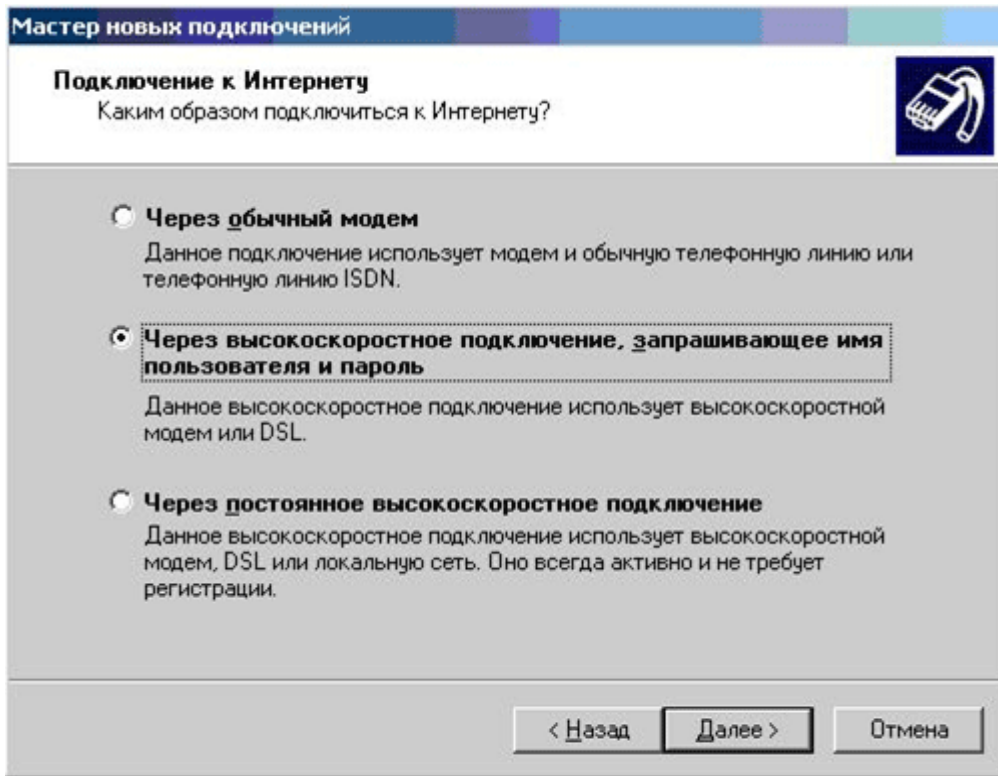 Мастер новых подключений
Подключение к Интернету
Каким образом подключиться к Интернету?
Через обычный модем
Данное подключение использует модем и обычную телефонную линию или
телефонную линию ISDN.
Через высокоскоростное подключение, запрашивающее имя
пользователя и пароль
Данное высокоскоростное подключение использует высокоскоростной
модем или DSL.
Через постоянное высокоскоростное подключение
Данное высокоскоростное подключение использует высокоскоростной
модем, DSL или локальную сеть. Оно всегда активно и не требует
регистрации.
< Назад Далее > Отмена